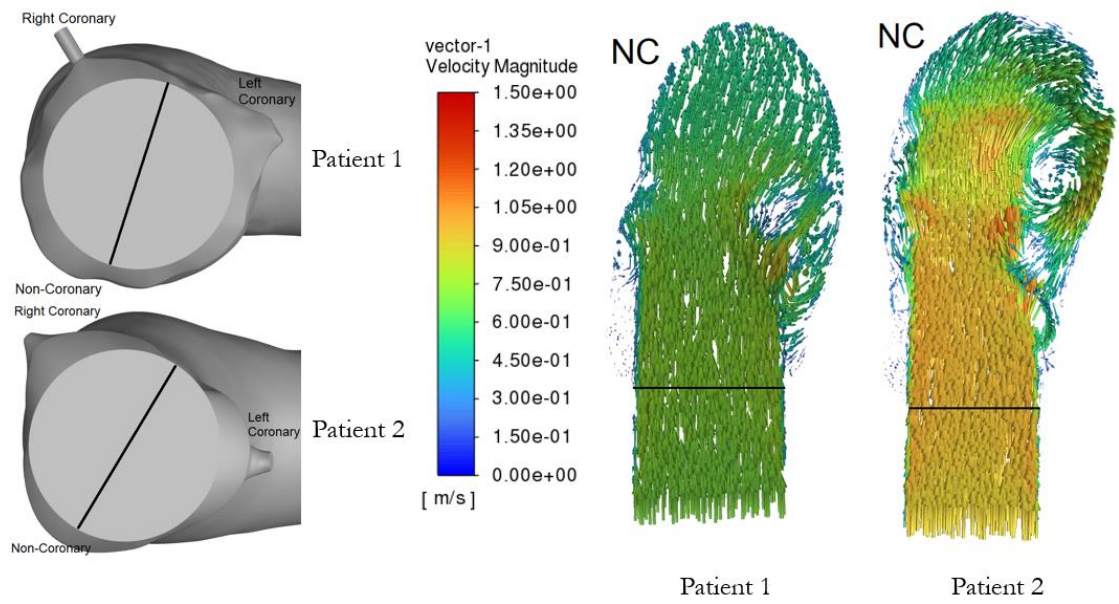 Right Coronary
Left
Coronary
Patient 1
Non-Coronary
Right Coronary
Left
Coronary
Patient 2
Non-Coronary
vector-1
Velocity Magnitude
1.50e+00
1.35e+00
1.20e+00
1.05e+00
9.00e-01
7.50e-01
6.00e-01
4.50e-01
3.00e-01
1.50e-01
0.00e+00
[ m/s ]
NC
NC
Patient 1
Patient 2